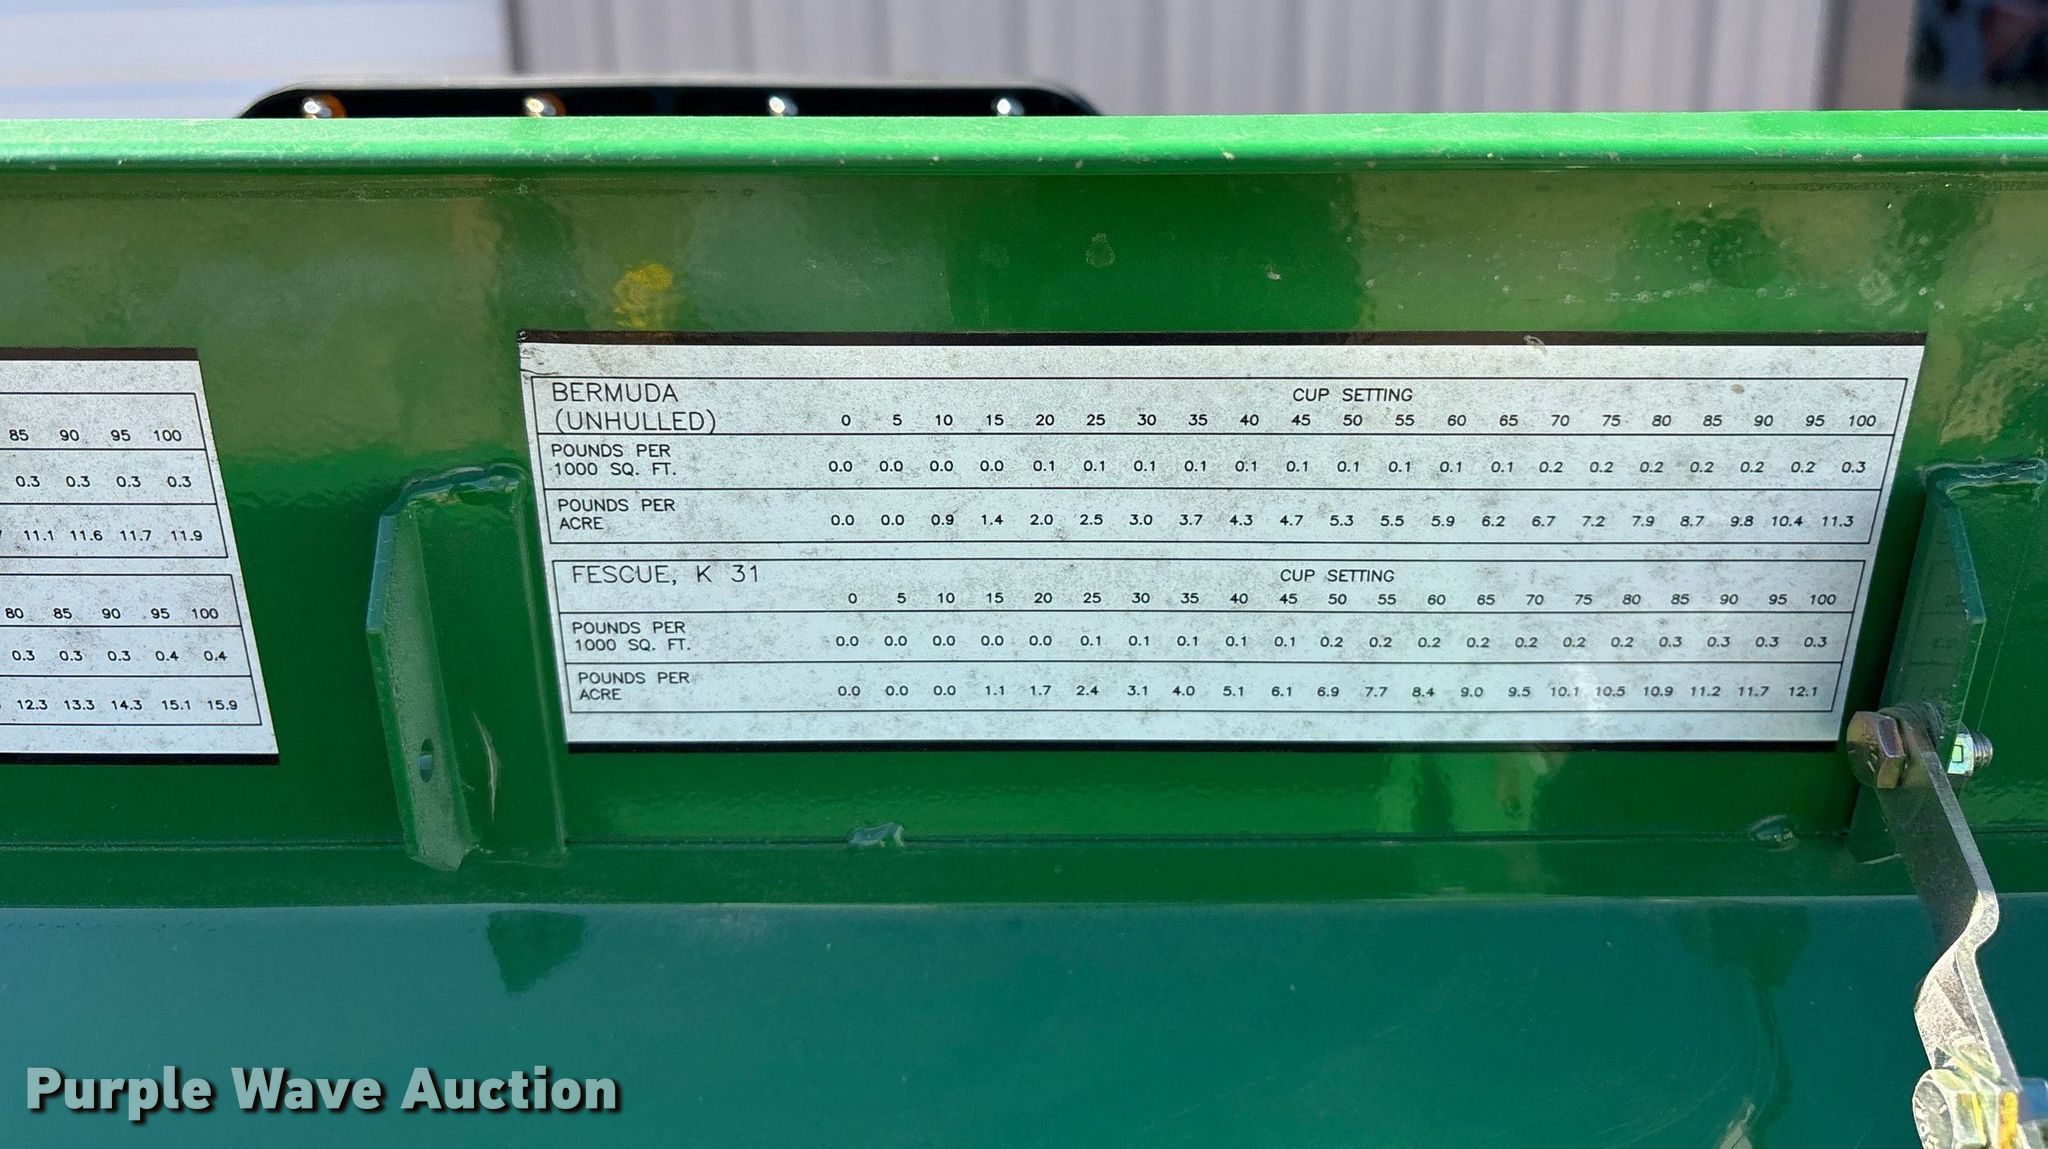 85 90 95 100
0.3 0.3 0.3 0.3
11.1 11.6 11.7 11.9
80 85 90 95 100
0.3 0.3 0.3 0.4 0.4
12.3 13.3 14.3 15.1 15.9
BERMUDA CUP SETTING
(UNHULLED) 0 5 10 15 20 25 30 35 40 45 50 55 60 65 70 75 80 85 90 95 100
POUNDS PER
1000 SQ. FT. 0.0 0.0 0.0 0.0 0.1 0.1 0.1 0.1 0.1 0.1 0.1 0.1 0.1 0.1 0.2 0.2 0.2 0.2 0.2 0.2 0.3
POUNDS PER
ACRE 0.0 0.0 0.9 1.4 2.0 2.5 3.0 3.7 4.3 4.7 5.3 5.5 5.9 6.2 6.7 7.2 7.9 8.7 9.8 10.4 11.3
FESCUE, K 31 CUP SETTING
0 5 10 15 20 25 30 35 40 45 50 55 60 65 70 75 80 85 90 95 100
POUNDS PER
1000 SQ. FT. 0.0 0.0 0.0 0.0 0.0 0.1 0.1 0.1 0.1 0.1 0.2 0.2 0.2 0.2 0.2 0.2 0.2 0.3 0.3 0.3 0.3
POUNDS PER
ACRE 0.0 0.0 0.0 1.1 1.7 2.4 3.1 4.0 5.1 6.1 6.9 7.7 8.4 9.0 9.5 10.1 10.5 10.9 11.2 11.7 12.1
Purple Wave Auction